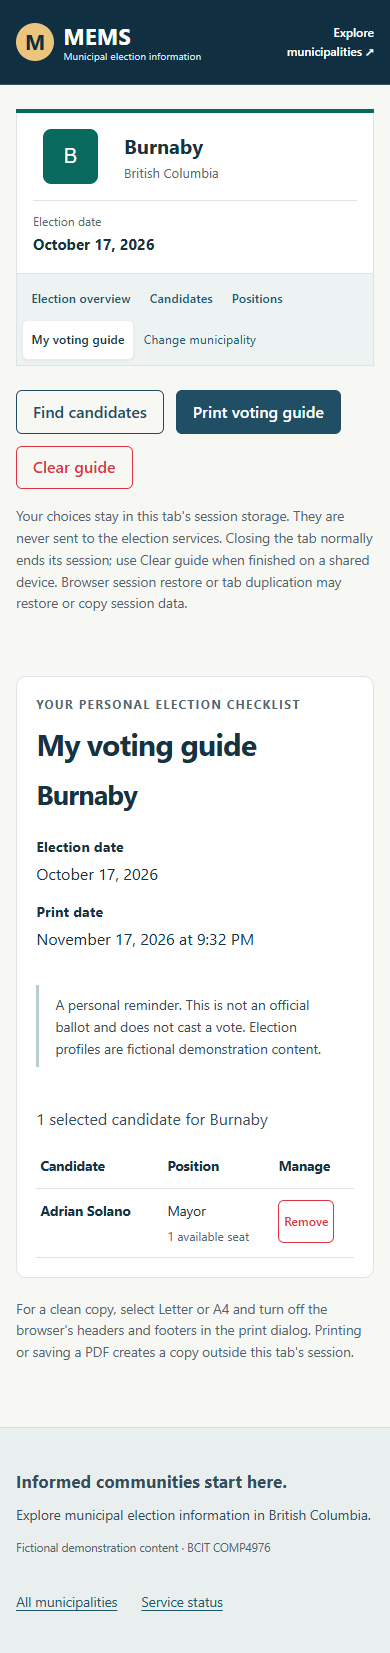 M
MEMS
Municipal election information
Explore
municipalities ↗
B
Burnaby
British Columbia
Election date
October 17, 2026
Election overview
Candidates
Positions
My voting guide
Change municipality
Find candidates
Print voting guide
Clear guide
Your choices stay in this tab's session storage. They are
never sent to the election services. Closing the tab normally
ends its session; use Clear guide when finished on a shared
device. Browser session restore or tab duplication may
restore or copy session data.
YOUR PERSONAL ELECTION CHECKLIST
My voting guide
Burnaby
Election date
October 17, 2026
Print date
November 17, 2026 at 9:32 PM
A personal reminder. This is not an official
ballot and does not cast a vote. Election
profiles are fictional demonstration content.
1 selected candidate for Burnaby
Candidate Position Manage
Adrian Solano Mayor Remove
1 available seat
For a clean copy, select Letter or A4 and turn off the
browser's headers and footers in the print dialog. Printing
or saving a PDF creates a copy outside this tab's session.
Informed communities start here.
Explore municipal election information in British Columbia.
Fictional demonstration content · BCIT COMP4976
All municipalities
Service status